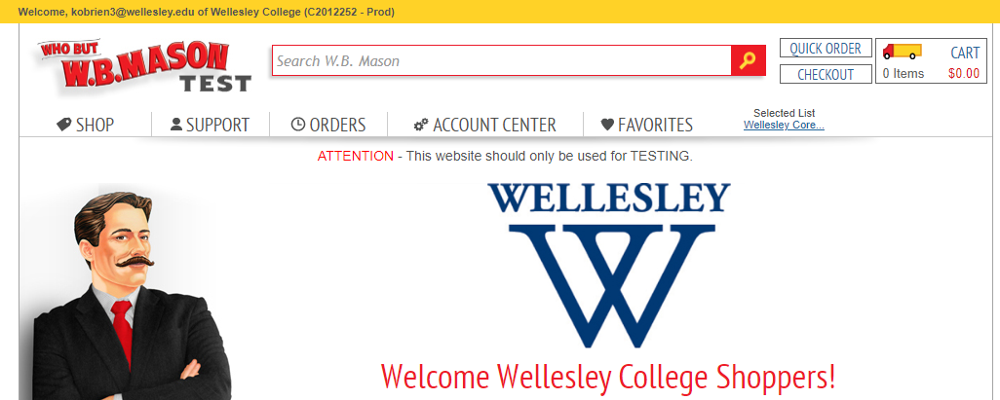 Welcome, kobrien3@wellesley.edu of Wellesley College (C2012252 - Prod)
WHO BUT
W.B.MASON
TEST
Search W.B. Mason
QUICK ORDER
CHECKOUT
CART
0 Items $0.00
SHOP SUPPORT ORDERS ACCOUNT CENTER FAVORITES
Selected List
Wellesley Core...
ATTENTION - This website should only be used for TESTING.
WELLESLEY
W
Welcome Wellesley College Shoppers!